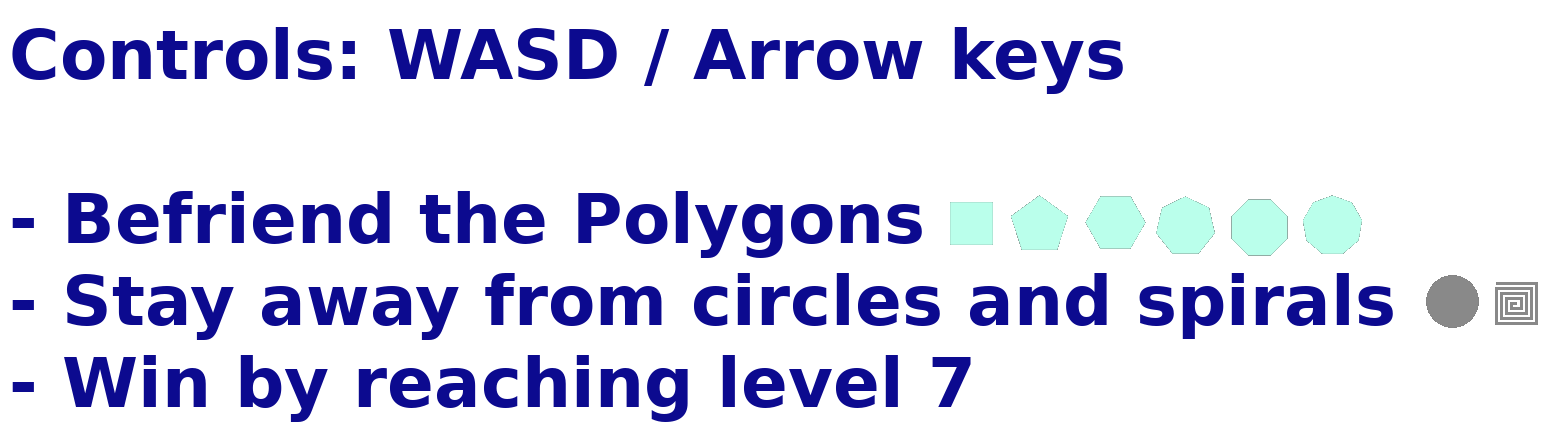 Controls: WASD / Arrow keys
- Befriend the Polygons
- Stay away from circles and spirals
- Win by reaching level 7